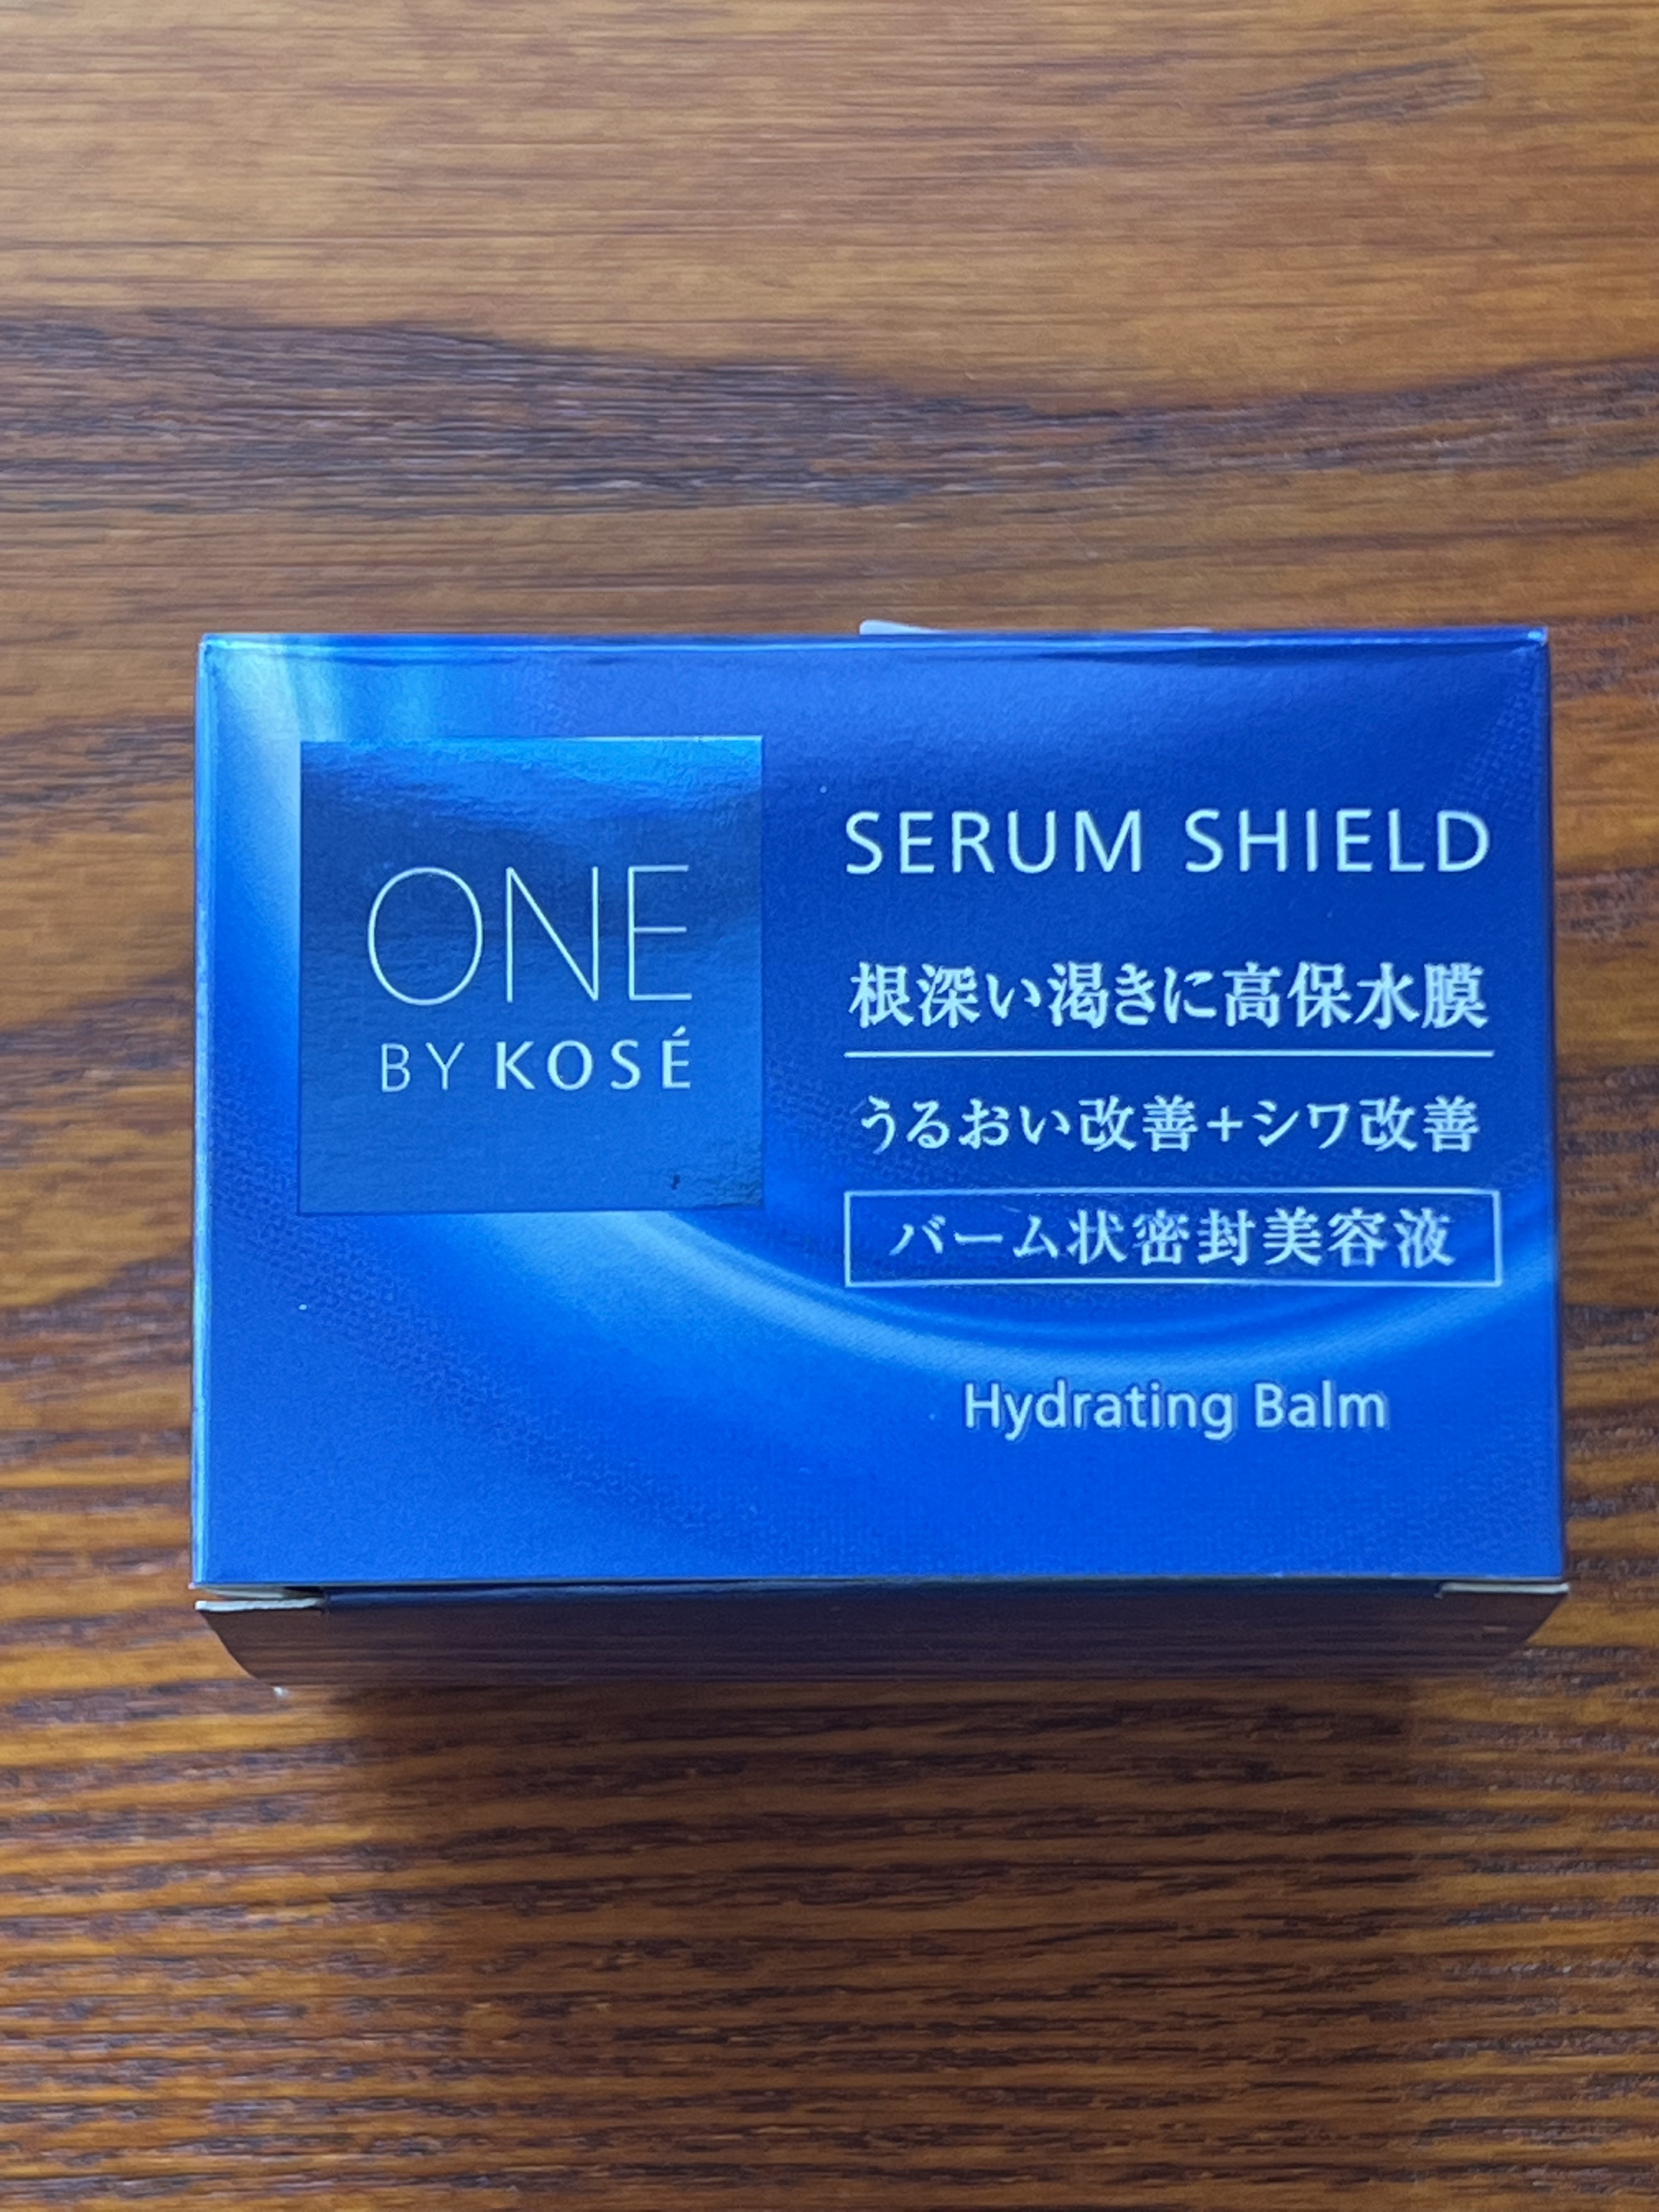 ONE
BY KOSÉ
SERUM SHIELD
根深い渇きに高保水膜
うるおい改善+シワ改善
バーム状密封美容液
Hydrating Balm